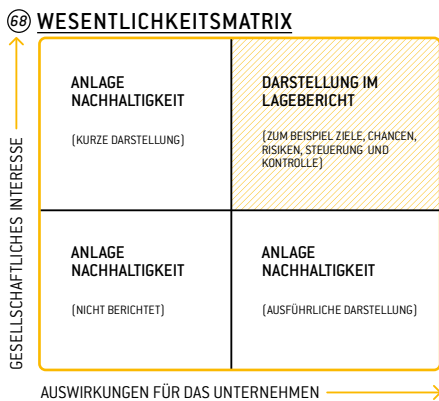 68 WESENTLICHKEITSMATRIX
GESELLSCHAFTLICHES INTERESSE
ANLAGE
NACHHALTIGKEIT
(KURZE DARSTELLUNG)
DARSTELLUNG IM
LAGEBERICHT
(ZUM BEISPIEL ZIELE, CHANCEN,
RISIKEN, STEUERUNG UND
KONTROLLE)
ANLAGE
NACHHALTIGKEIT
(NICHT BERICHTET)
ANLAGE
NACHHALTIGKEIT
(AUSFÜHRLICHE DARSTELLUNG)
AUSWIRKUNGEN FÜR DAS UNTERNEHMEN